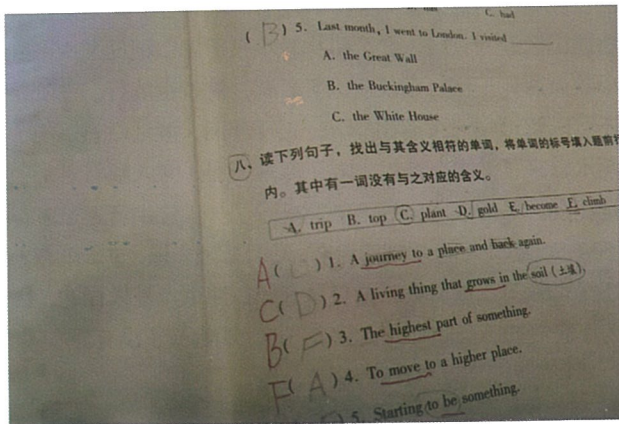 C. had
( B ) 5. Last month, I went to London. I visited ______
A. the Great Wall
B. the Buckingham Palace
C. the White House
八、读下列句子，找出与其含义相符的单词，将单词的标号填入题前
内。其中有一词没有与之对应的含义。
A. trip B. top C. plant D. gold E. become F. climb
A ( ) 1. A journey to a place and back again.
C ( D ) 2. A living thing that grows in the soil (土壤).
B ( F ) 3. The highest part of something.
F ( A ) 4. To move to a higher place.
) 5. Starting to be something.